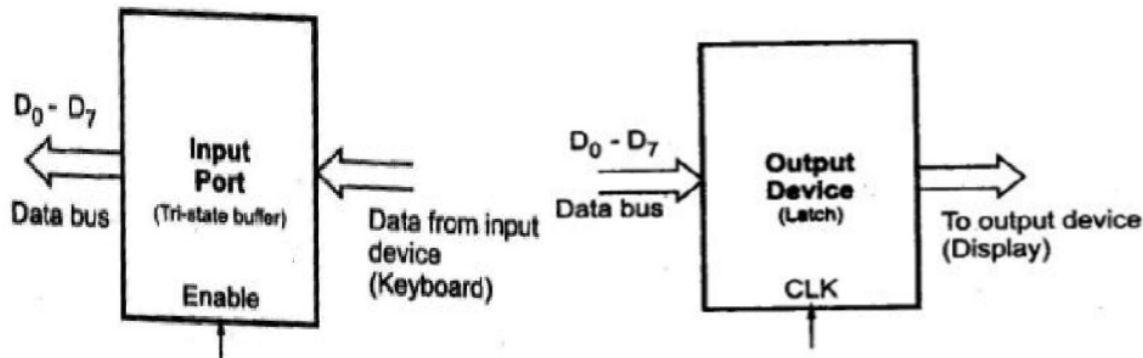 D0 - D7
Data bus
Input
Port
(Tri-state buffer)
Enable
Data from input
device
(Keyboard)
D0 - D7
Data bus
Output
Device
(Latch)
CLK
To output device
(Display)